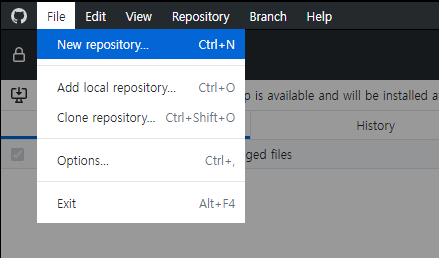 File Edit View Repository Branch Help
New repository... Ctrl+N
p is available and will be installed a
Add local repository... Ctrl+O
Clone repository... Ctrl+Shift+O
History
Options... Ctrl+,
ged files
Exit Alt+F4